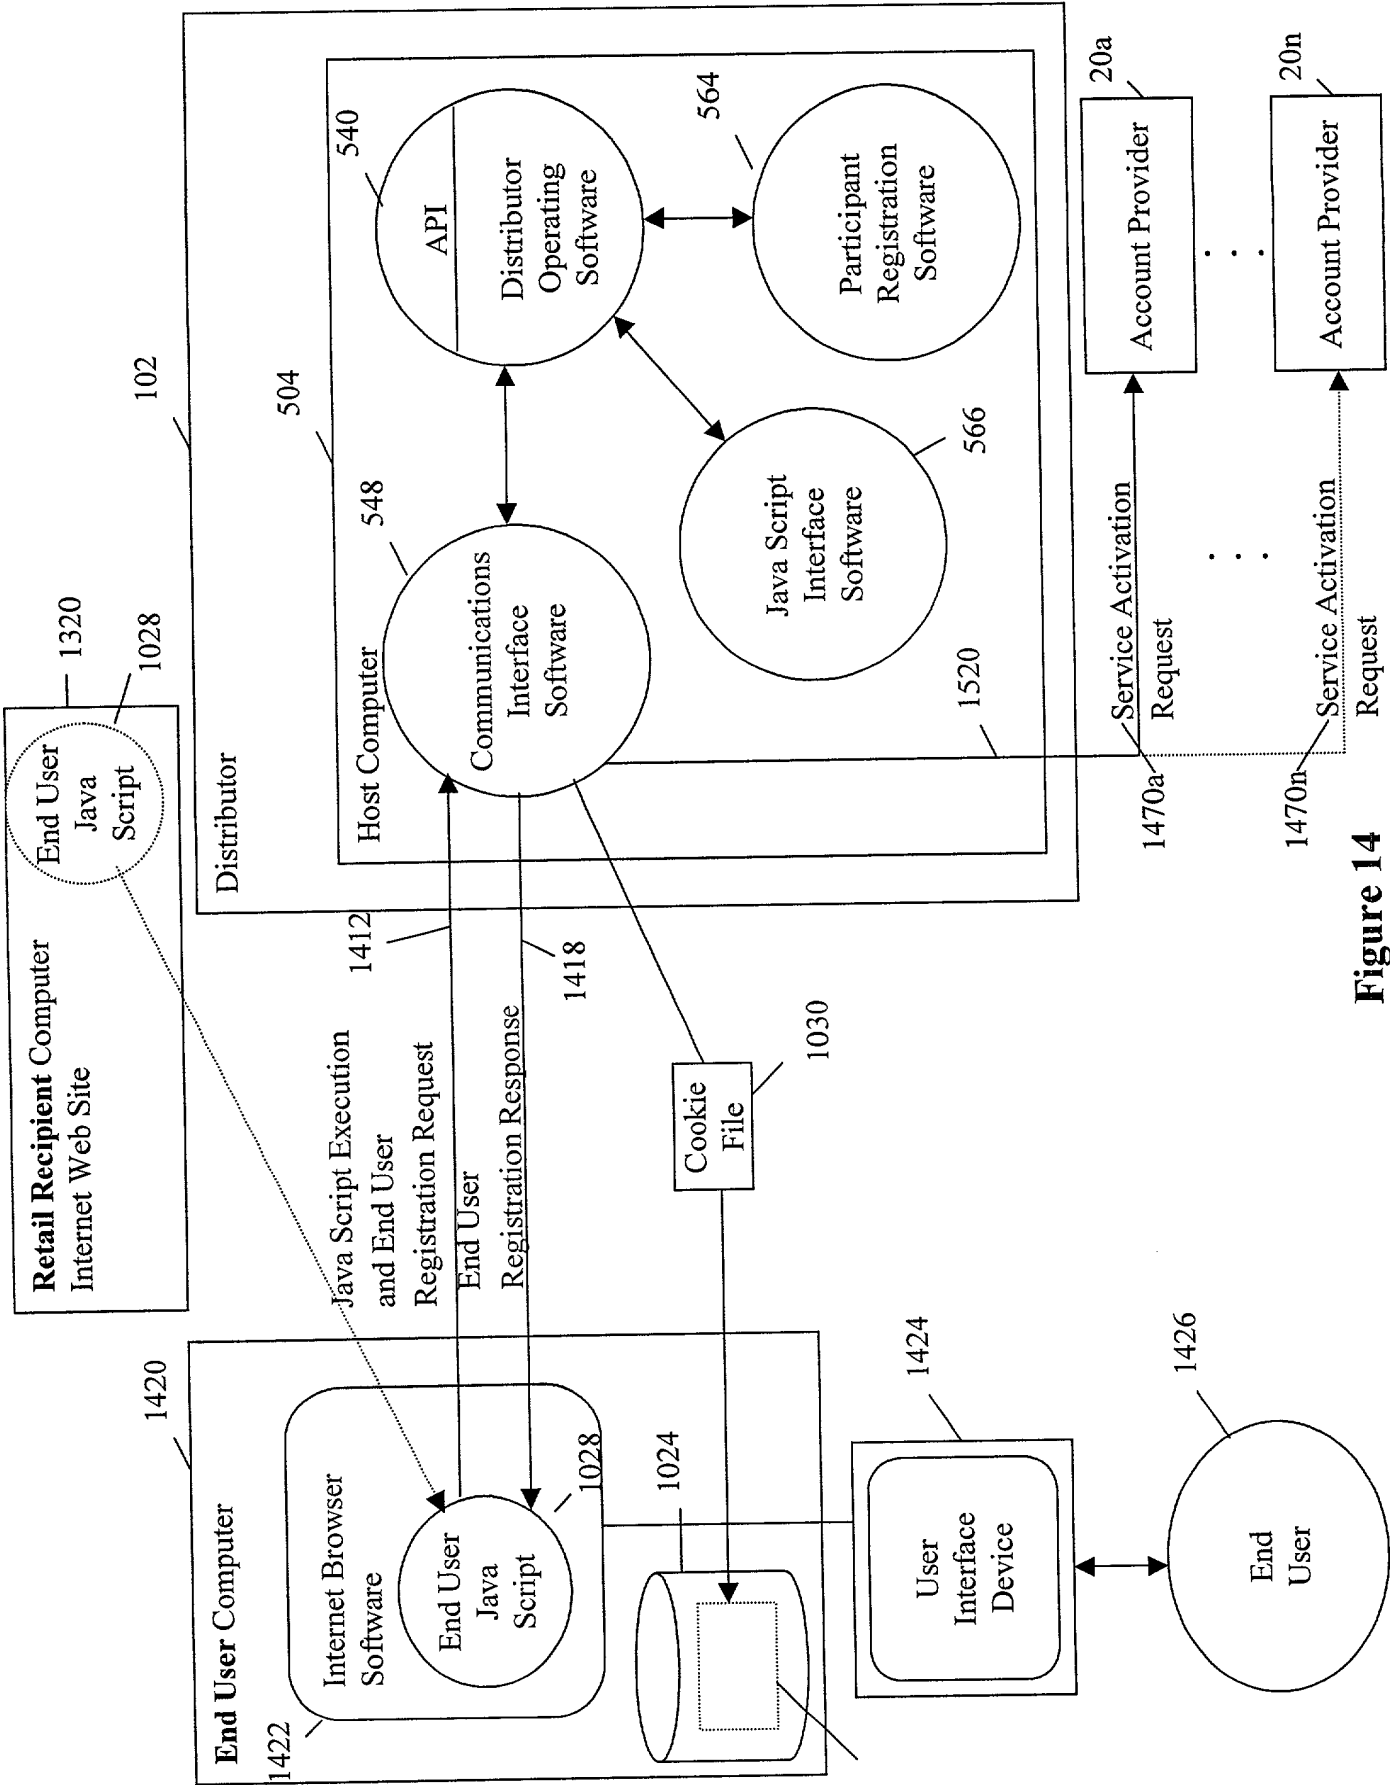 Retail Recipient Computer
Internet Web Site
End User
Java
Script
1320
1028
End User Computer
1420
Internet Browser
Software
1422
End User
Java
Script
1028
1024
Java Script Execution
and End User
Registration Request
1412
End User
Registration Response
1418
Cookie
File
1030
User
Interface
Device
1424
End
User
1426
Distributor
102
Host Computer
504
Communications
Interface
Software
548
API
Distributor
Operating
Software
540
Java Script
Interface
Software
566
Participant
Registration
Software
564
1520
Service Activation
Request
1470a
Account Provider
20a
. . .
. . .
Service Activation
Request
1470n
Account Provider
20n
Figure 14